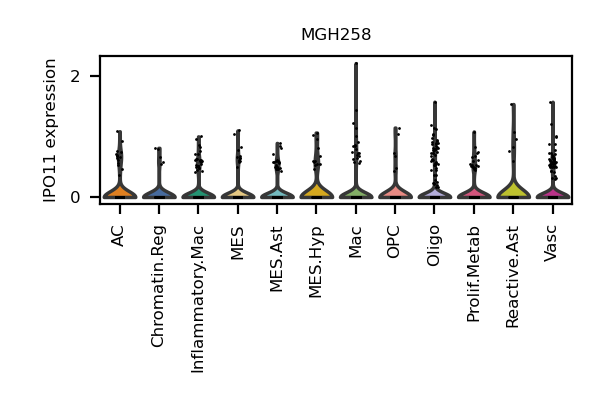 MGH258
IPO11 expression
2
0
AC
Chromatin.Reg
Inflammatory.Mac
MES
MES.Ast
MES.Hyp
Mac
OPC
Oligo
Prolif.Metab
Reactive.Ast
Vasc